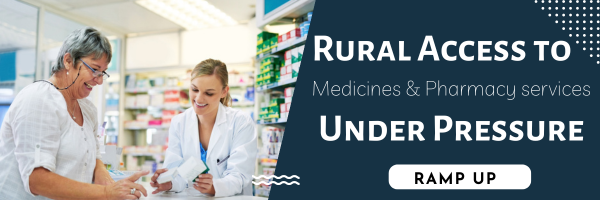 Rural Access to
Medicines & Pharmacy services
Under Pressure
RAMP UP